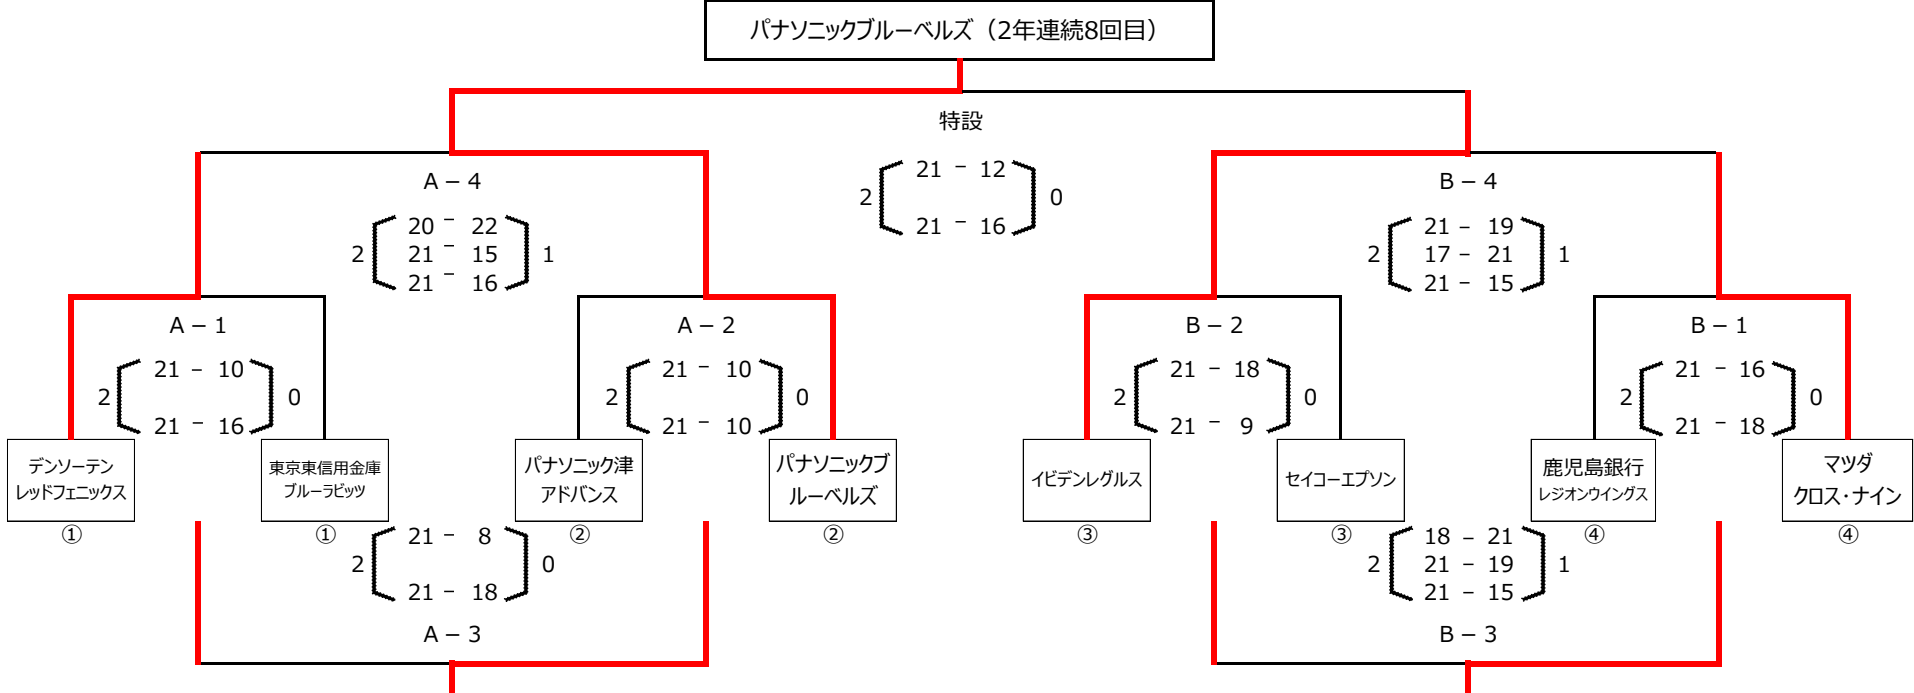 パナソニックブルーベルズ（2年連続8回目）
特設
2 21 － 12 0
21 － 16
A － 4
20 － 22
2 21 － 15 1
21 － 16
B － 4
21 － 19
2 17 － 21 1
21 － 15
A － 1
21 － 10
2 0
21 － 16
A － 2
21 － 10
2 0
21 － 10
B － 2
21 － 18
2 0
21 － 9
B － 1
21 － 16
2 0
21 － 18
デンソーテン
レッドフェニックス
①
東京東信用金庫
ブルーラビッツ
①
パナソニック津
アドバンス
②
パナソニックブ
ルーベルズ
②
イビデンレグルス
③
セイコーエプソン
③
鹿児島銀行
レジオンウイングス
④
マツダ
クロス・ナイン
④
21 － 8
2 0
21 － 18
A － 3
18 － 21
2 21 － 19 1
21 － 15
B － 3